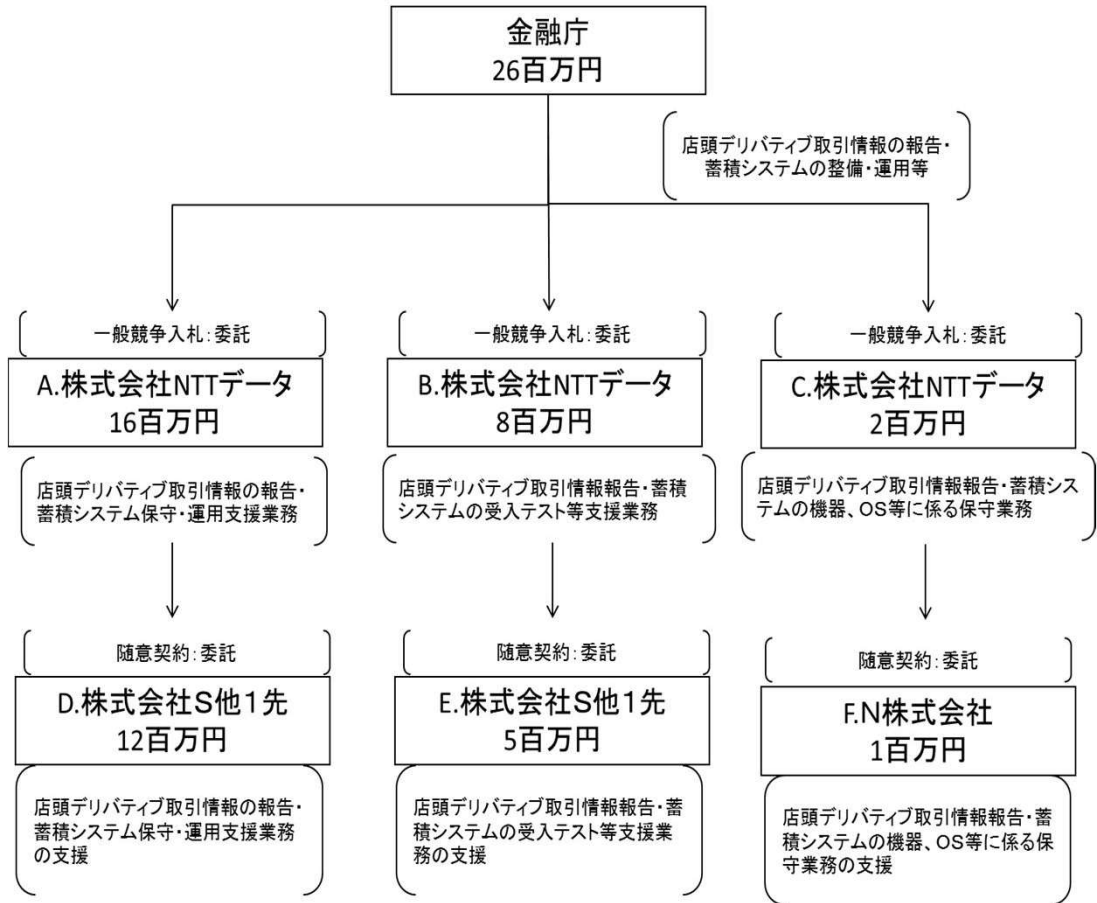 金融庁
26百万円
店頭デリバティブ取引情報の報告・
蓄積システムの整備・運用等
一般競争入札:委託
A.株式会社NTTデータ
16百万円
店頭デリバティブ取引情報の報告・
蓄積システム保守・運用支援業務
一般競争入札:委託
B.株式会社NTTデータ
8百万円
店頭デリバティブ取引情報報告・蓄積
システムの受入テスト等支援業務
一般競争入札:委託
C.株式会社NTTデータ
2百万円
店頭デリバティブ取引情報報告・蓄積シス
テムの機器、OS等に係る保守業務
随意契約:委託
D.株式会社S他1先
12百万円
店頭デリバティブ取引情報の報告・
蓄積システム保守・運用支援業務
の支援
随意契約:委託
E.株式会社S他1先
5百万円
店頭デリバティブ取引情報報告・蓄
積システムの受入テスト等支援業
務の支援
随意契約:委託
F.N株式会社
1百万円
店頭デリバティブ取引情報報告・蓄
積システムの機器、OS等に係る保
守業務の支援